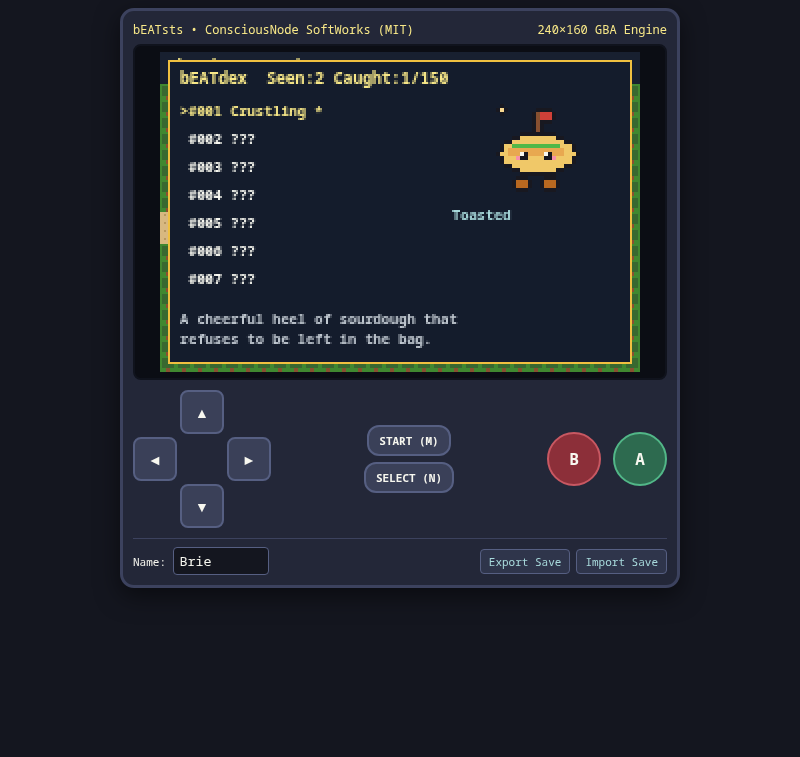 bEATsts • ConsciousNode SoftWorks (MIT)
240×160 GBA Engine
bEATdex Seen:2 Caught:1/150
>#001 Crustling *
#002 ???
#003 ???
#004 ???
#005 ???
#006 ???
#007 ???
Toasted
A cheerful heel of sourdough that
refuses to be left in the bag.
▲
◄ ►
▼
START (M)
SELECT (N)
B A
Name: Brie
Export Save Import Save